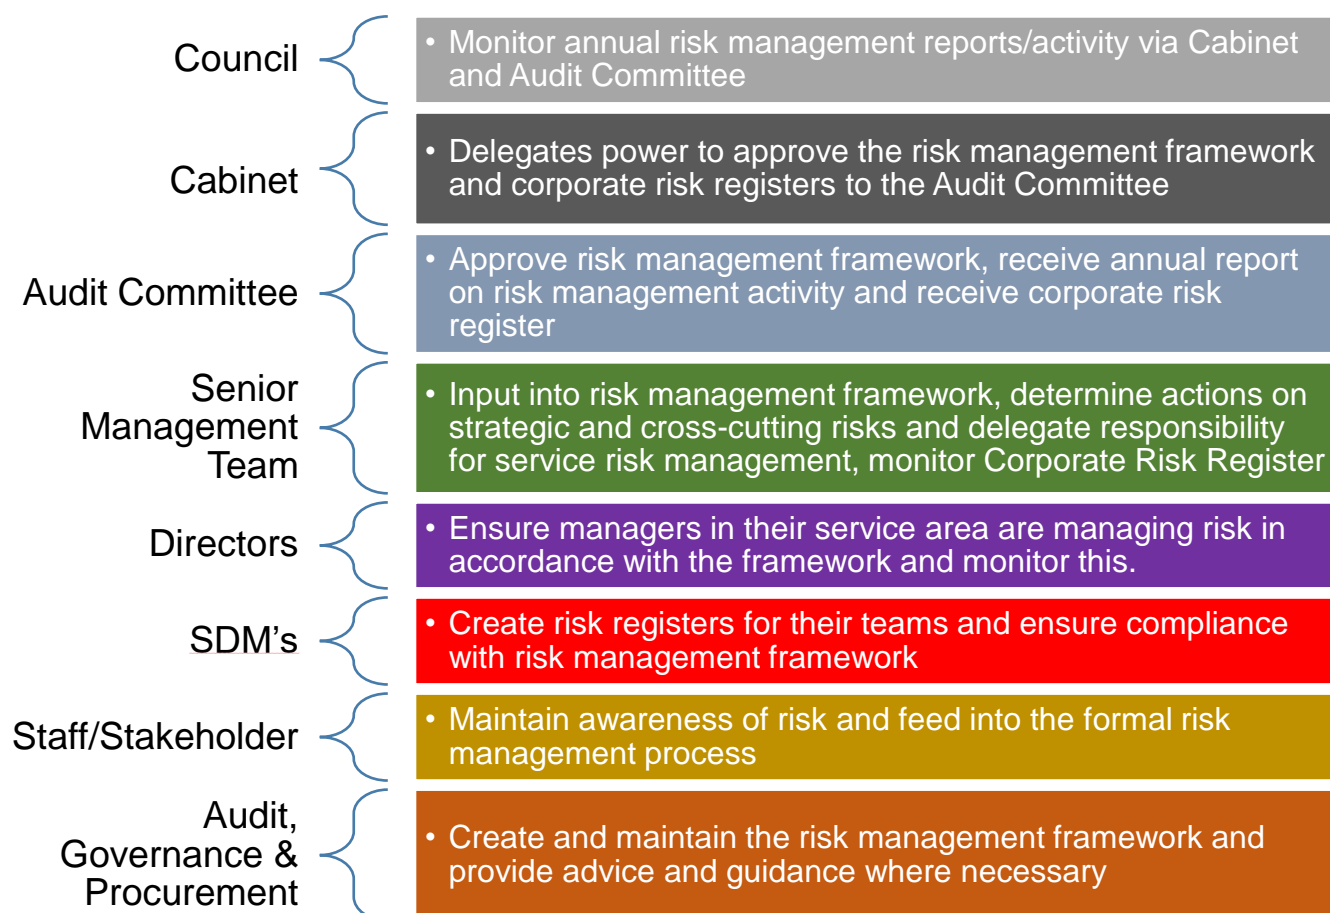 Council
• Monitor annual risk management reports/activity via Cabinet
and Audit Committee
Cabinet
• Delegates power to approve the risk management framework
and corporate risk registers to the Audit Committee
Audit Committee
• Approve risk management framework, receive annual report
on risk management activity and receive corporate risk
register
Senior
Management
Team
• Input into risk management framework, determine actions on
strategic and cross-cutting risks and delegate responsibility
for service risk management, monitor Corporate Risk Register
Directors
• Ensure managers in their service area are managing risk in
accordance with the framework and monitor this.
SDM’s
• Create risk registers for their teams and ensure compliance
with risk management framework
Staff/Stakeholder
• Maintain awareness of risk and feed into the formal risk
management process
Audit,
Governance &
Procurement
• Create and maintain the risk management framework and
provide advice and guidance where necessary